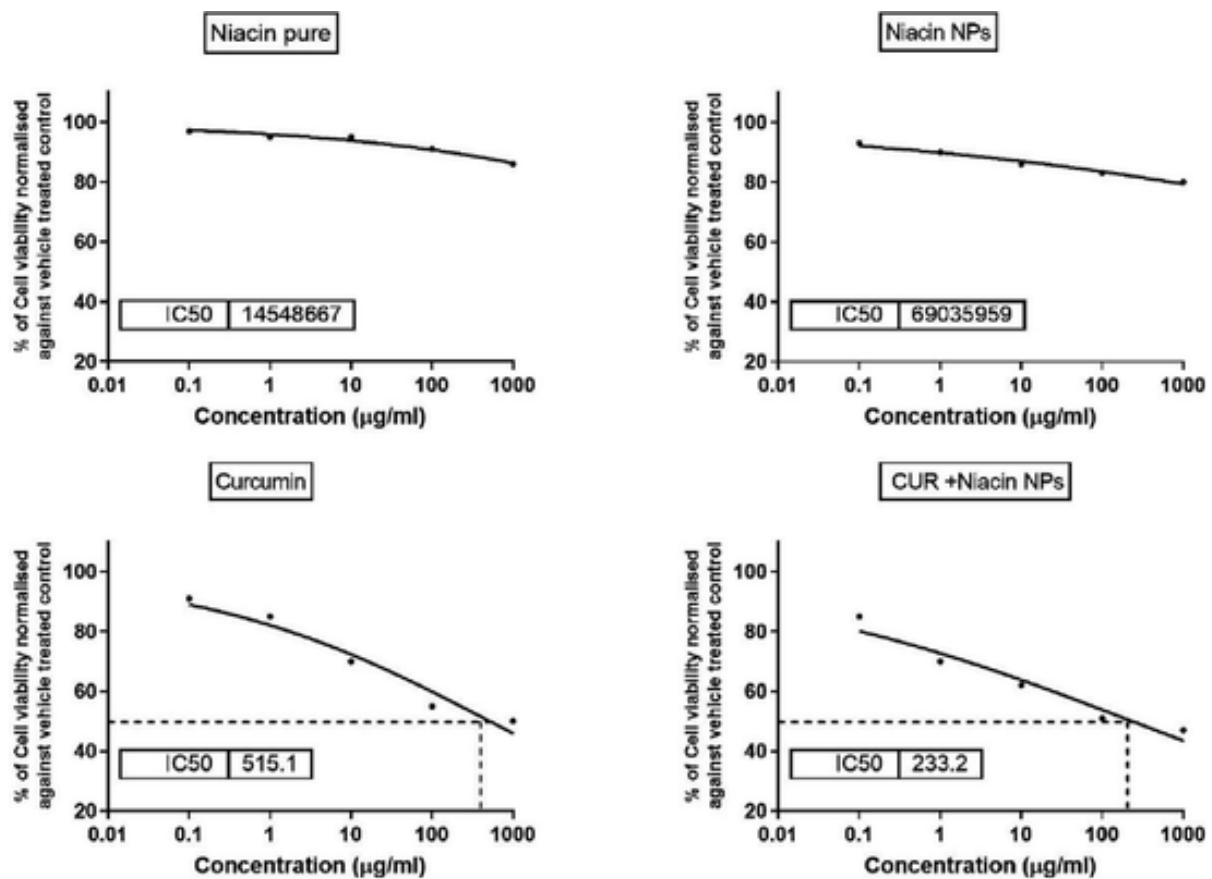 Niacin pure
% of Cell viability normalised
against vehicle treated control
100
80
60
40
20
IC50 14548667
0.01 0.1 1 10 100 1000
Concentration (µg/ml)
Niacin NPs
% of Cell viability normalised
against vehicle treated control
100
80
60
40
20
IC50 69035959
0.01 0.1 1 10 100 1000
Concentration (µg/ml)
Curcumin
% of Cell viability normalised
against vehicle treated control
100
80
60
40
20
IC50 515.1
0.01 0.1 1 10 100 1000
Concentration (µg/ml)
CUR +Niacin NPs
% of Cell viability normalised
against vehicle treated control
100
80
60
40
20
IC50 233.2
0.01 0.1 1 10 100 1000
Concentration (µg/ml)